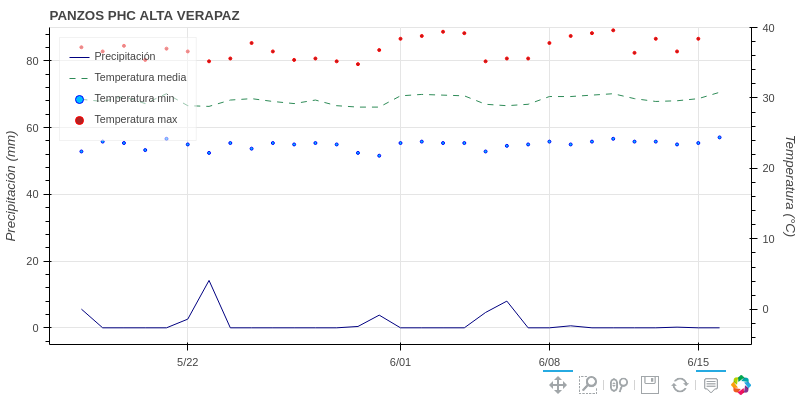 PANZOS PHC ALTA VERAPAZ
Precipitación
Temperatura media
Temperatura min
Temperatura max
Precipitación (mm)
80
60
40
20
0
Temperatura (°C)
40
30
20
10
0
5/22
6/01
6/08
6/15